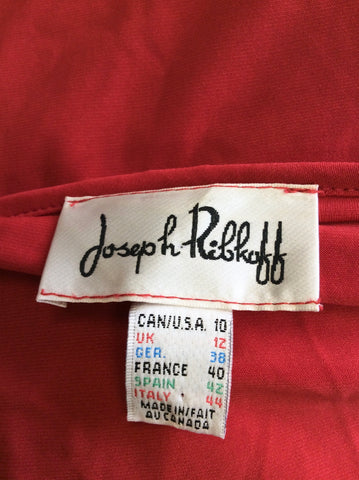 Joseph Ribkoff
CAN/U.S.A. 10
UK 12
GER. 38
FRANCE 40
SPAIN 42
ITALY 44
MADE IN/FAIT
AU CANADA